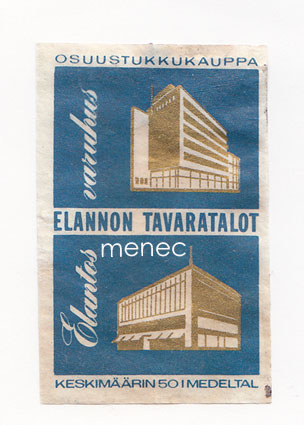 OSUUSTUKKUKAUPPA
Elantos varuhus
ELANNON TAVARATALOT
menec
KESKIMÄÄRIN 50 I MEDELTAL